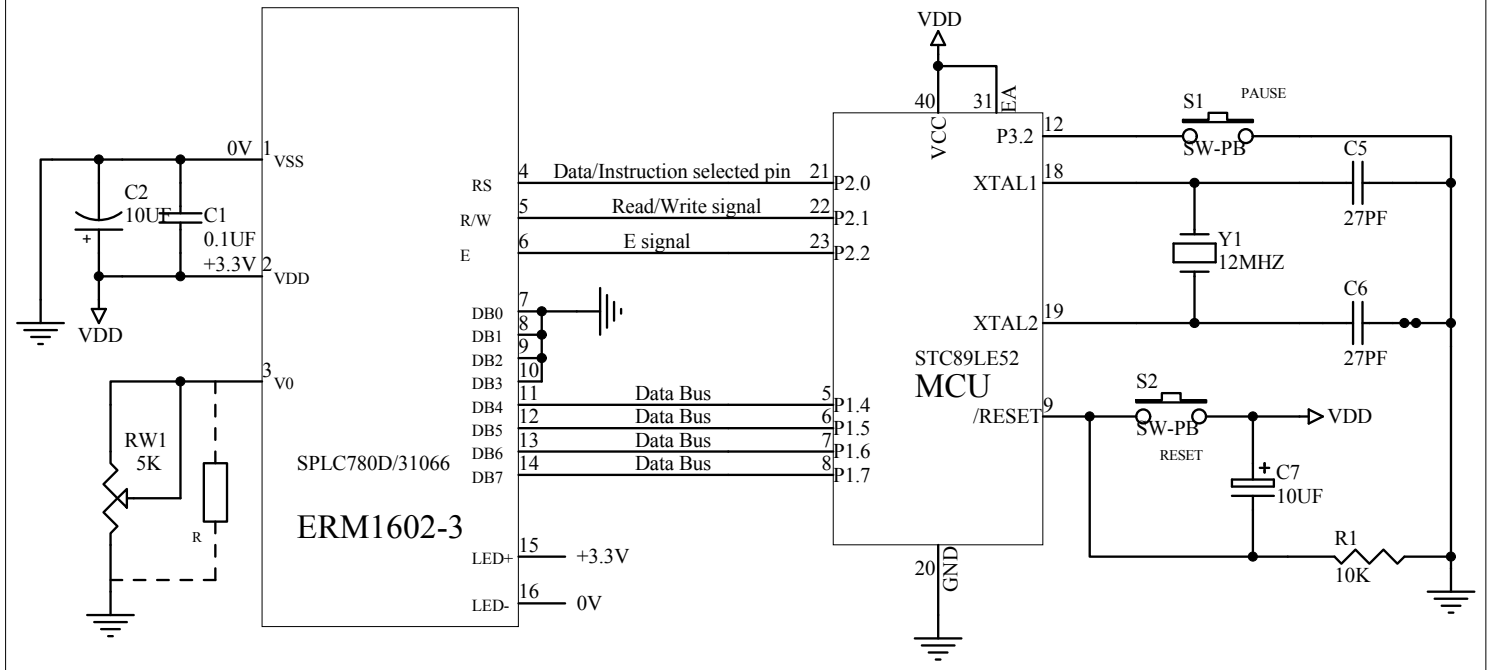 VDD
40
31
EA
VCC
S1
PAUSE
SW-PB
P3.2
12
0V
1
VSS
C2
10UF
C1
0.1UF
+3.3V
2
VDD
VDD
3
V0
RW1
5K
R
SPLC780D/31066
ERM1602-3
RS
4
Data/Instruction selected pin
21
P2.0
R/W
5
Read/Write signal
22
P2.1
E
6
E signal
23
P2.2
DB0
7
DB1
8
DB2
9
DB3
10
DB4
11
Data Bus
5
P1.4
DB5
12
Data Bus
6
P1.5
DB6
13
Data Bus
7
P1.6
DB7
14
Data Bus
8
P1.7
LED+
15
+3.3V
LED-
16
0V
XTAL1
18
C5
27PF
Y1
12MHZ
XTAL2
19
C6
27PF
STC89LE52
MCU
/RESET
9
S2
SW-PB
RESET
VDD
C7
+
10UF
R1
10K
20
GND
+